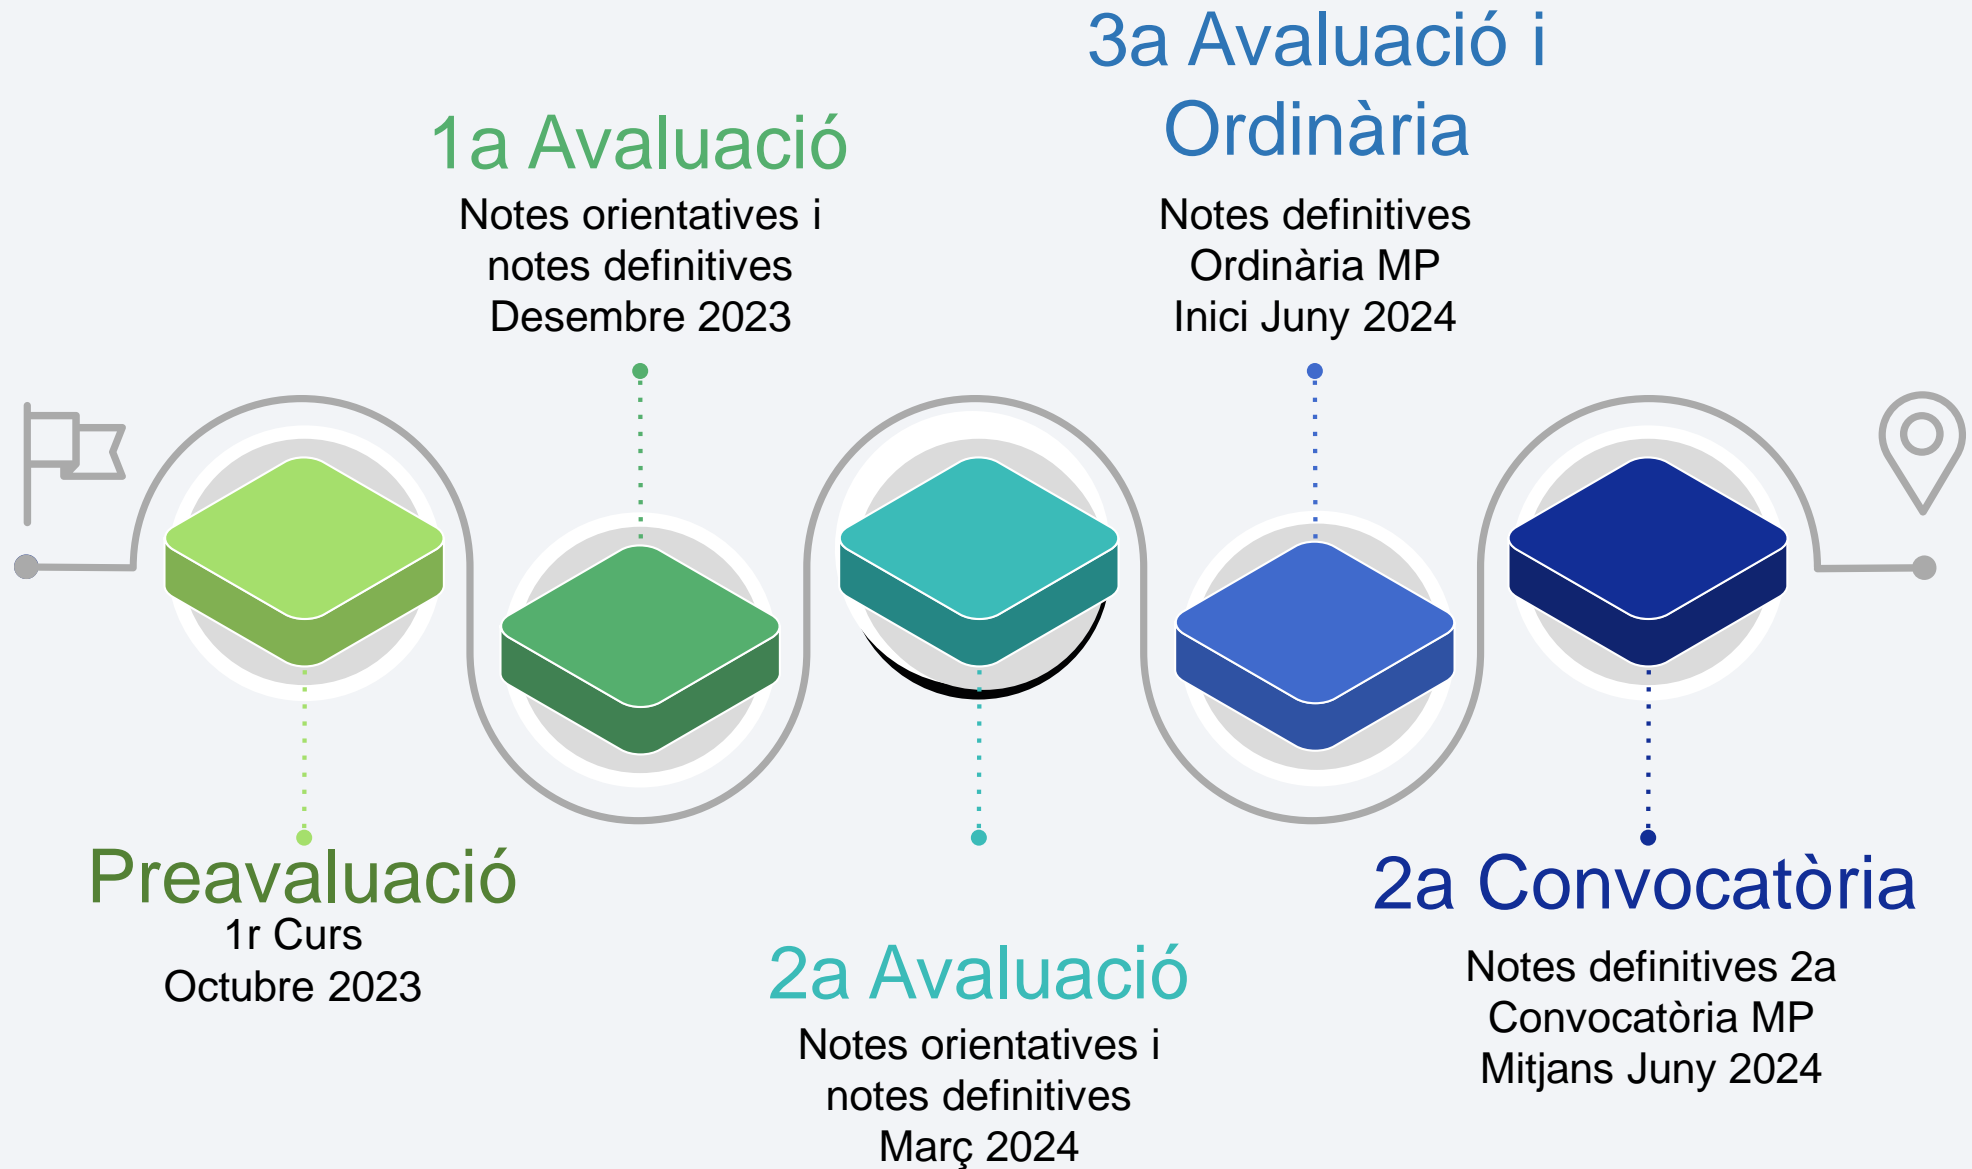 Preavaluació
1r Curs
Octubre 2023
1a Avaluació
Notes orientatives i
notes definitives
Desembre 2023
2a Avaluació
Notes orientatives i
notes definitives
Març 2024
3a Avaluació i
Ordinària
Notes definitives
Ordinària MP
Inici Juny 2024
2a Convocatòria
Notes definitives 2a
Convocatòria MP
Mitjans Juny 2024